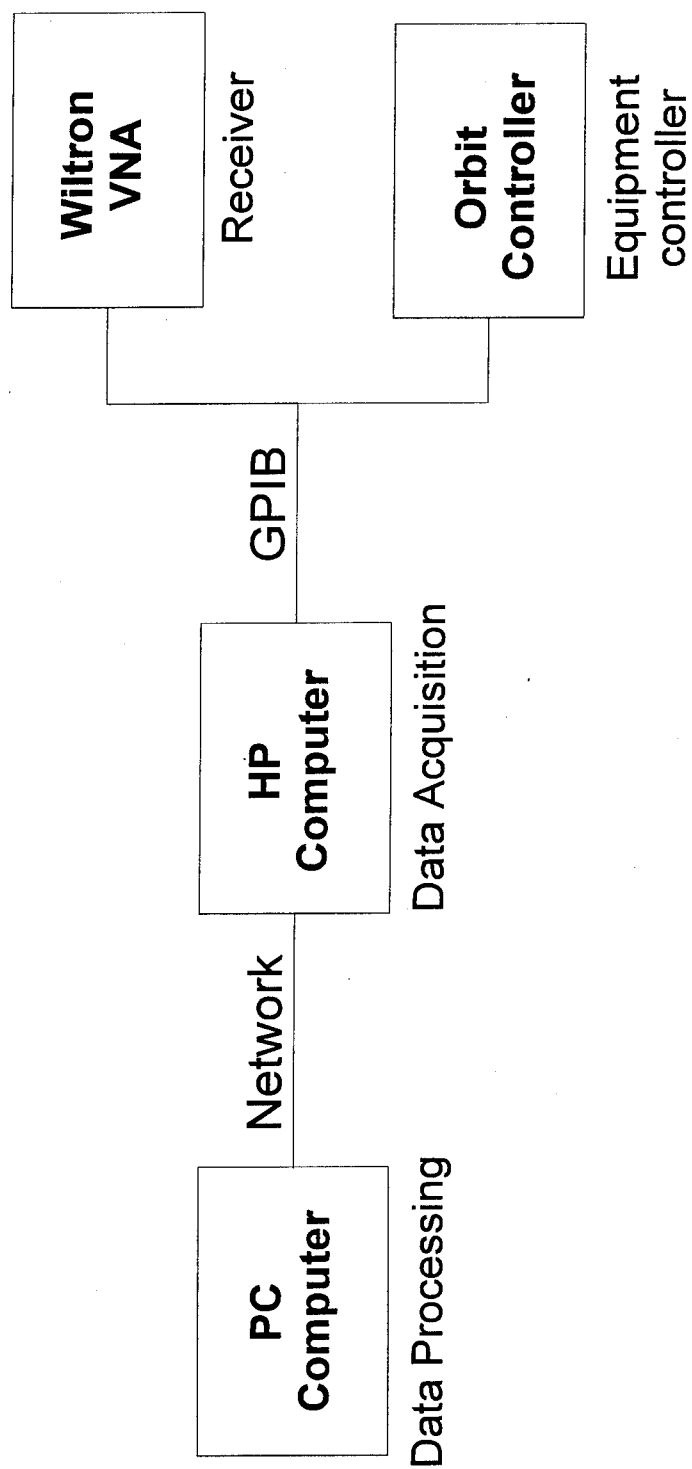 PC
Computer
Data Processing
Network
HP
Computer
Data Acquisition
GPIB
Wiltron
VNA
Receiver
Orbit
Controller
Equipment
controller